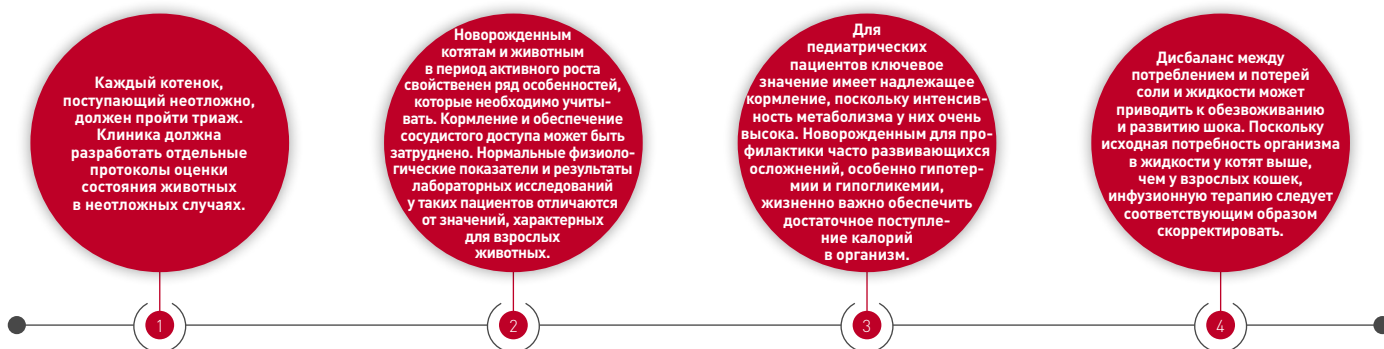 Каждый котенок,
поступающий неотложно,
должен пройти триаж.
Клиника должна
разработать отдельные
протоколы оценки
состояния животных
в неотложных случаях.
1
Новорожденным
котятам и животным
в период активного роста
свойственен ряд особенностей,
которые необходимо учиты-
вать. Кормление и обеспечение
сосудистого доступа может быть
затруднено. Нормальные физиоло-
гические показатели и результаты
лабораторных исследований
у таких пациентов отличаются
от значений, характерных
для взрослых
животных.
2
Для
педиатрических
пациентов ключевое
значение имеет надлежащее
кормление, поскольку интенсив-
ность метаболизма у них очень
высока. Новорожденным для про-
филактики часто развивающихся
осложнений, особенно гипотер-
мии и гипогликемии,
жизненно важно обеспечить
достаточное поступле-
ние калорий
в организм.
3
Дисбаланс между
потреблением и потерей
соли и жидкости может
приводить к обезвоживанию
и развитию шока. Поскольку
исходная потребность организма
в жидкости у котят выше,
чем у взрослых кошек,
инфузионную терапию следует
соответствующим образом
скорректировать.
4